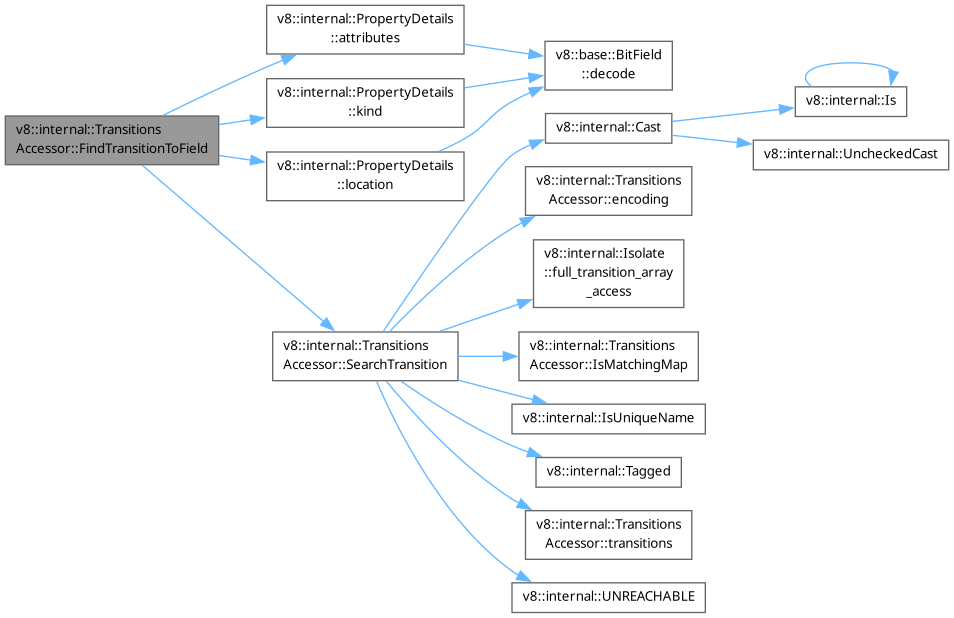 v8::internal::Transitions
Accessor::FindTransitionToField
v8::internal::PropertyDetails
::attributes
v8::internal::PropertyDetails
::kind
v8::internal::PropertyDetails
::location
v8::internal::Transitions
Accessor::SearchTransition
v8::base::BitField
::decode
v8::internal::Cast
v8::internal::Transitions
Accessor::encoding
v8::internal::Isolate
::full_transition_array
_access
v8::internal::Transitions
Accessor::IsMatchingMap
v8::internal::IsUniqueName
v8::internal::Tagged
v8::internal::Transitions
Accessor::transitions
v8::internal::UNREACHABLE
v8::internal::Is
v8::internal::UncheckedCast